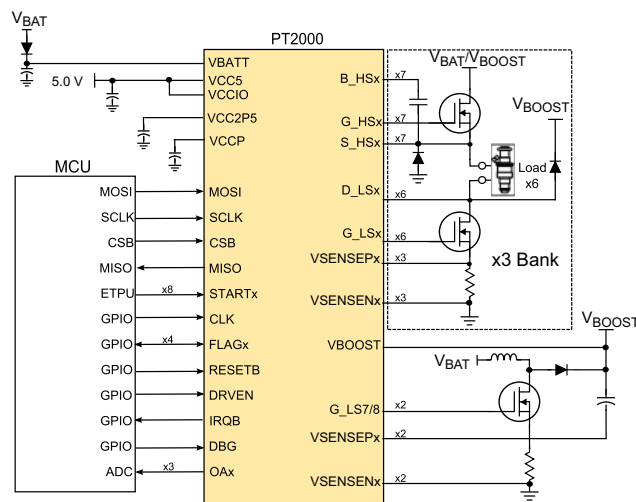 VBAT
PT2000
VBATT
5.0 V
VCC5
VCCIO
VCC2P5
VCCP
MCU
MOSI
MOSI
SCLK
SCLK
CSB
CSB
MISO
MISO
ETPU
x8
STARTx
GPIO
CLK
GPIO
x4
FLAGx
GPIO
RESETB
GPIO
DRVEN
GPIO
IRQB
GPIO
DBG
ADC
x3
OAx
B_HSx
x7
G_HSx
x7
S_HSx
x7
D_LSx
x6
G_LSx
x6
VSENSEPx
x3
VSENSENx
x3
VBAT/VBOOST
VBOOST
Load
x6
x3 Bank
VBOOST
VBOOST
VBAT
G_LS7/8
x2
VSENSEPx
x2
VSENSENx
x2